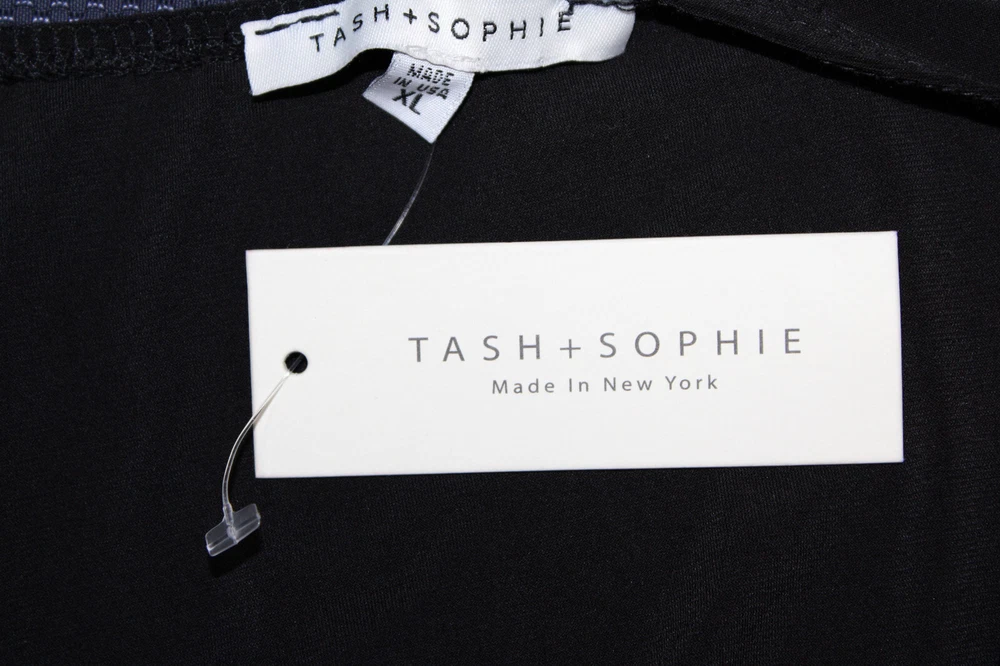 TASH+SOPHIE
MADE
IN USA
XL
TASH+SOPHIE
Made In New York